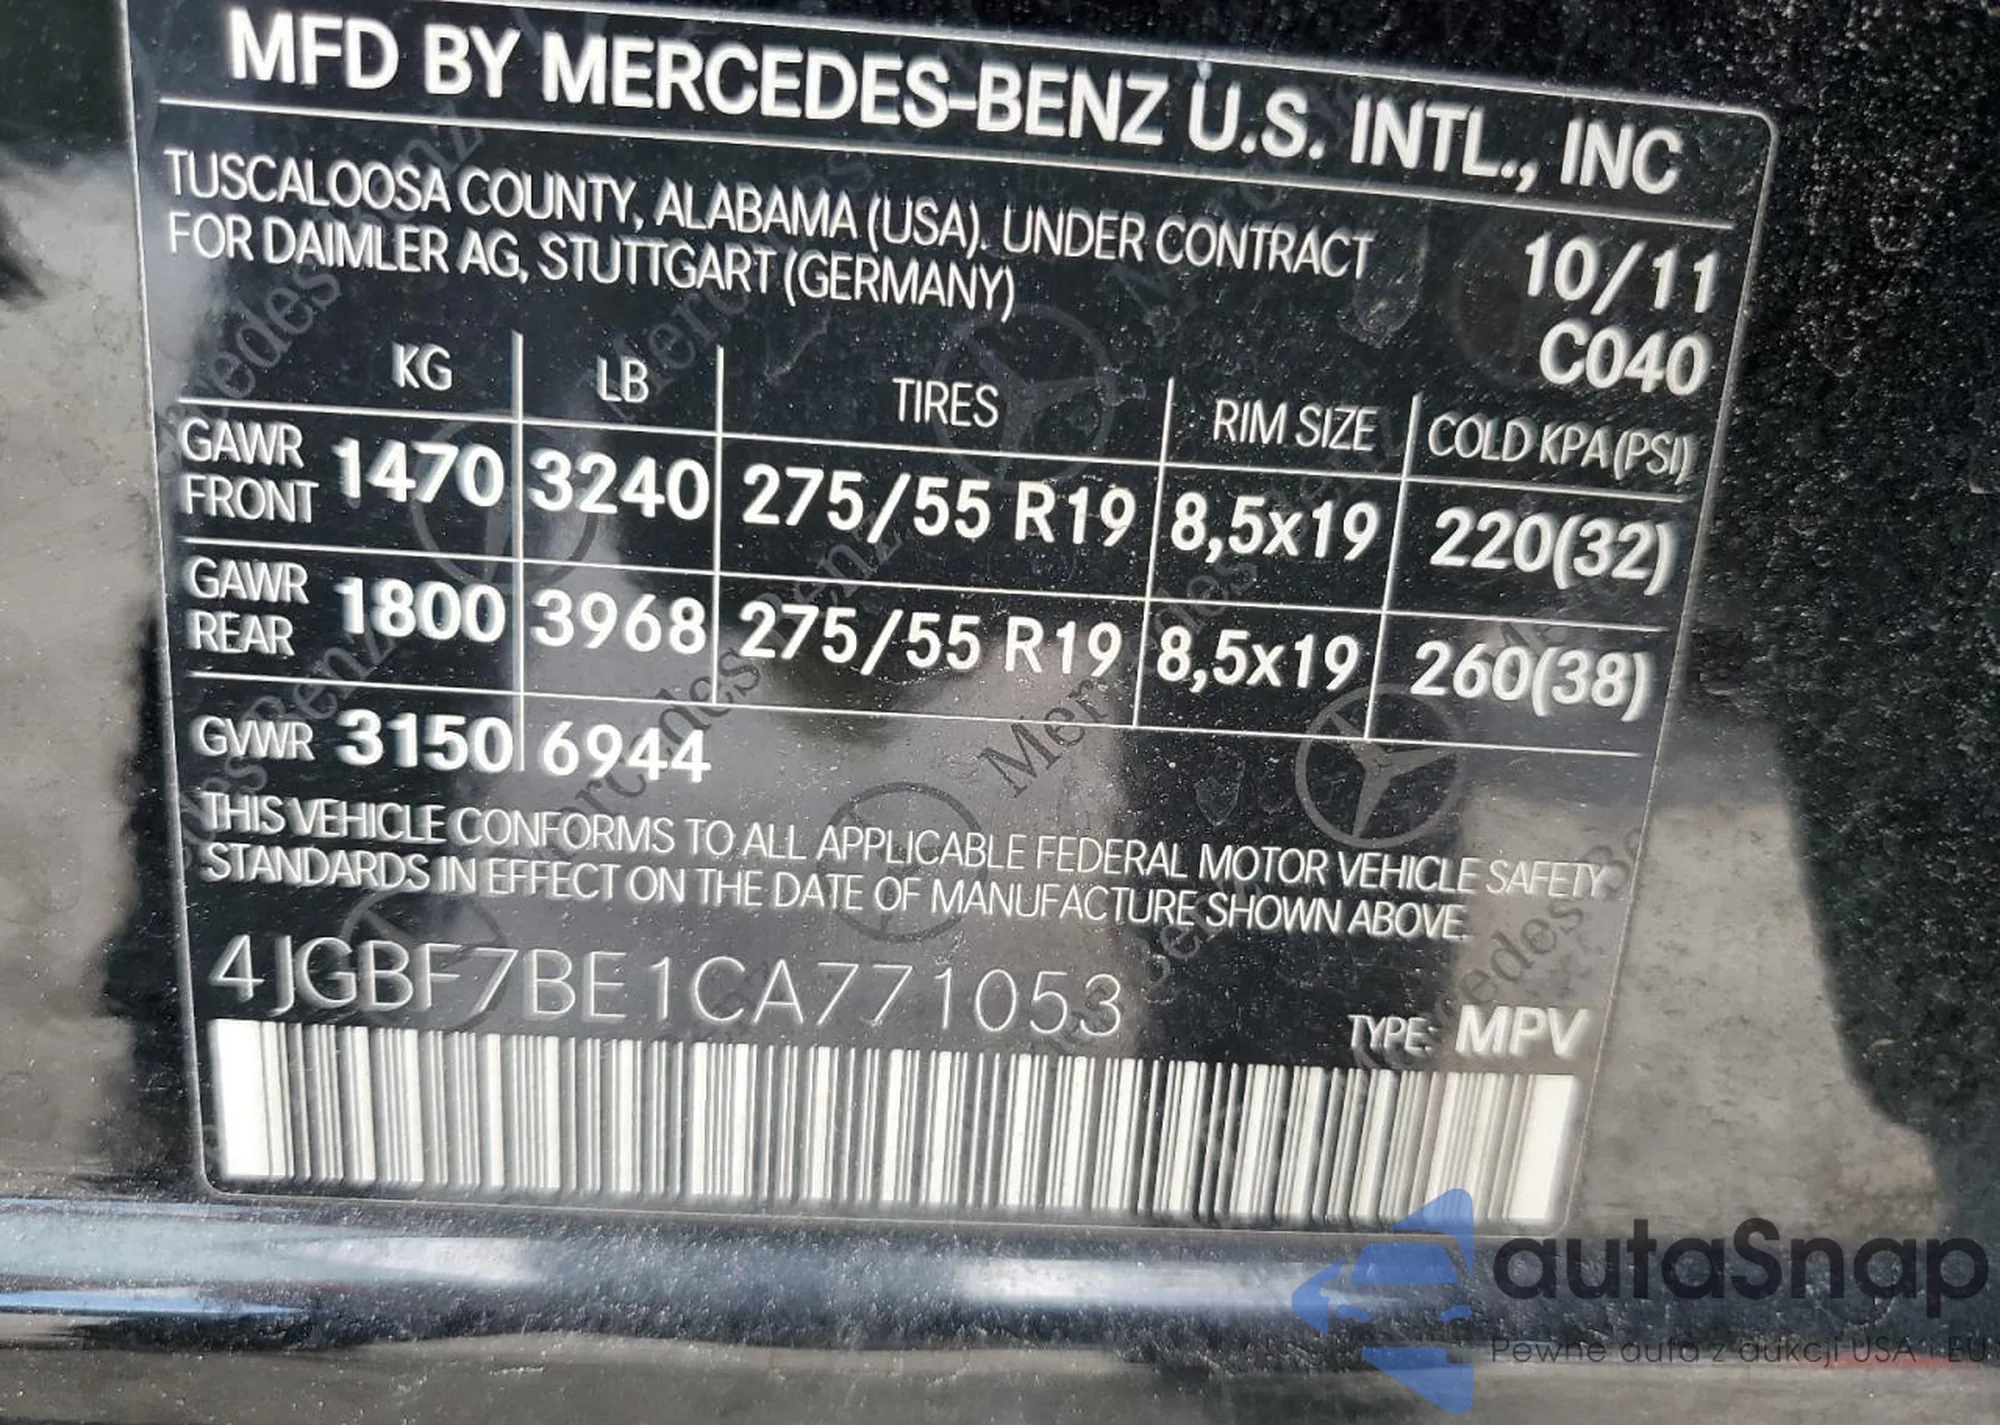 MFD BY MERCEDES-BENZ U.S. INTL., INC
TUSCALOOSA COUNTY, ALABAMA (USA). UNDER CONTRACT
FOR DAIMLER AG, STUTTGART (GERMANY)
10/11
C040
KG LB TIRES RIM SIZE COLD KPA(PSI)
GAWR FRONT 1470 3240 275/55 R19 8,5x19 220(32)
GAWR REAR 1800 3968 275/55 R19 8,5x19 260(38)
GVWR 3150 6944
THIS VEHICLE CONFORMS TO ALL APPLICABLE FEDERAL MOTOR VEHICLE SAFETY
STANDARDS IN EFFECT ON THE DATE OF MANUFACTURE SHOWN ABOVE.
4JGBF7BE1CA771053
TYPE: MPV
autaSnap
Pewne auta z aukcji USA i EU